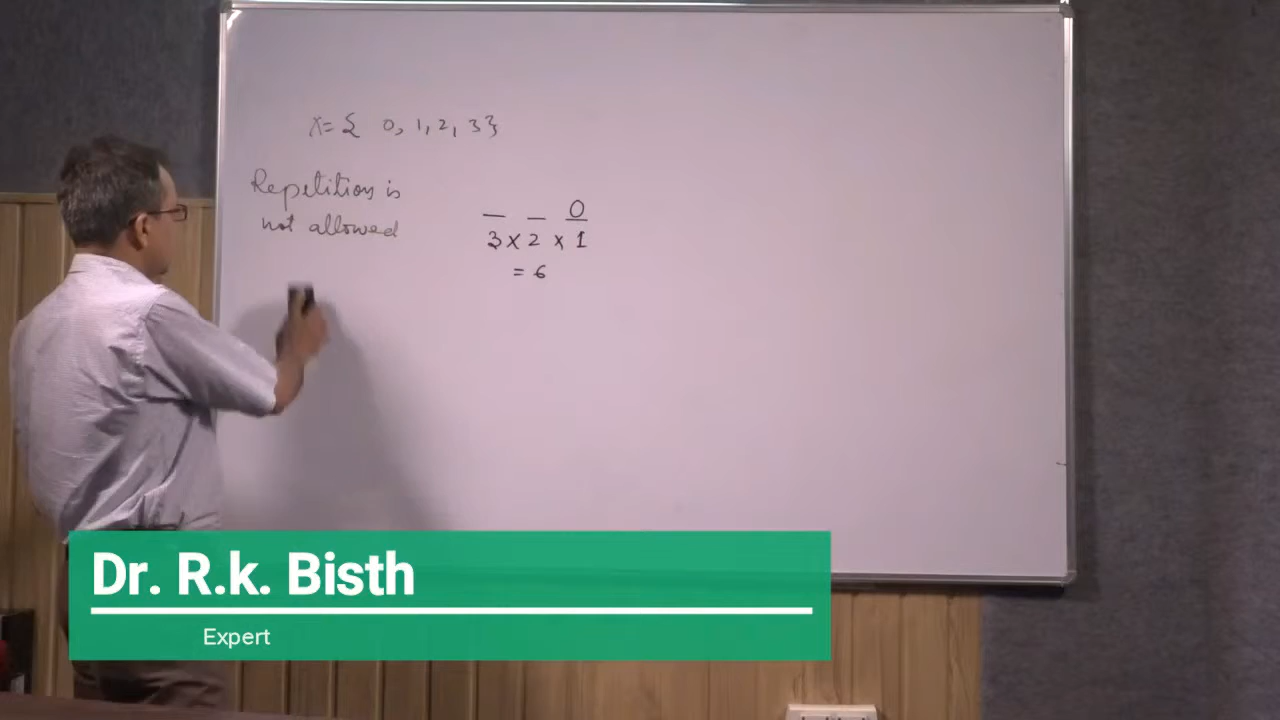 X = { 0, 1, 2, 3 }
Repetition is
not allowed
_ _ 0
3 × 2 × 1
= 6
Dr. R.k. Bisth
Expert